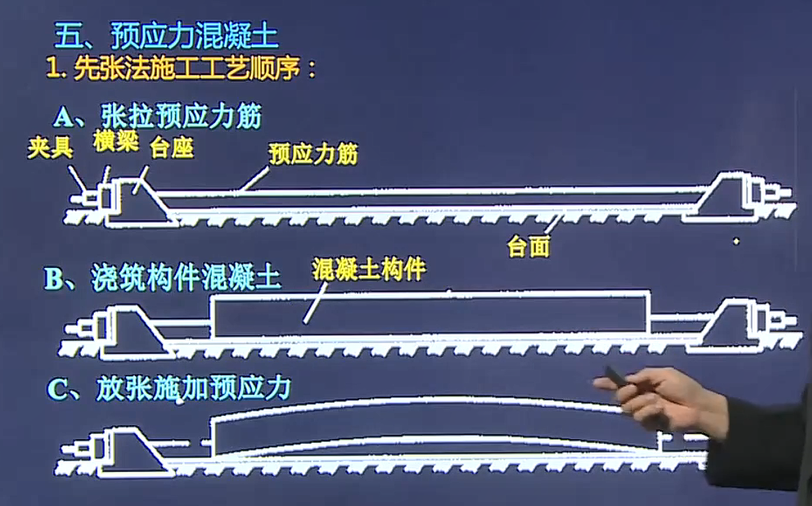 五、预应力混凝土
1. 先张法施工工艺顺序：
A、张拉预应力筋
夹具 横梁 台座 预应力筋
台面
B、浇筑构件混凝土 混凝土构件
C、放张施加预应力